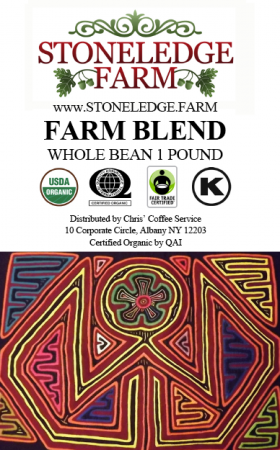 STONELEDGE
FARM
www.STONELEDGE.FARM
FARM BLEND
WHOLE BEAN 1 POUND
USDA
ORGANIC
Q
CERTIFIED ORGANIC
FAIR TRADE
CERTIFIED
K
Distributed by Chris' Coffee Service
10 Corporate Circle, Albany NY 12203
Certified Organic by QAI